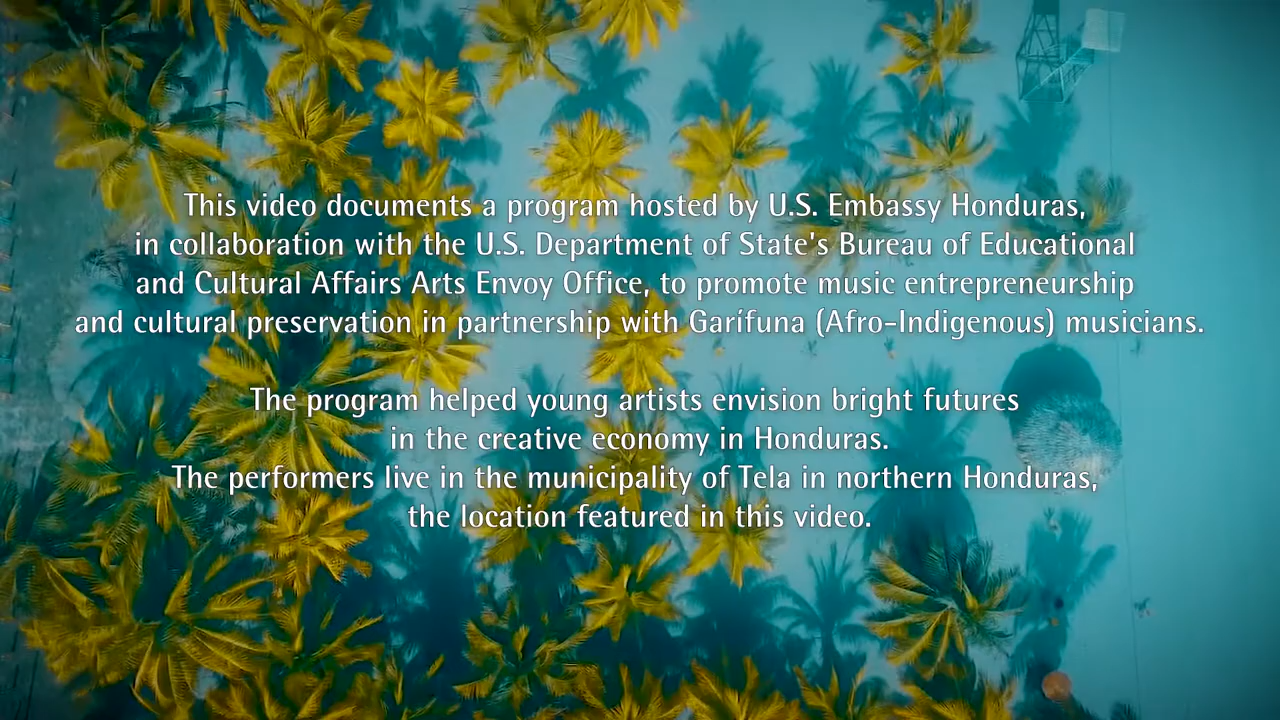 This video documents a program hosted by U.S. Embassy Honduras,
in collaboration with the U.S. Department of State's Bureau of Educational
and Cultural Affairs Arts Envoy Office, to promote music entrepreneurship
and cultural preservation in partnership with Garífuna (Afro-Indigenous) musicians.
The program helped young artists envision bright futures
in the creative economy in Honduras.
The performers live in the municipality of Tela in northern Honduras,
the location featured in this video.